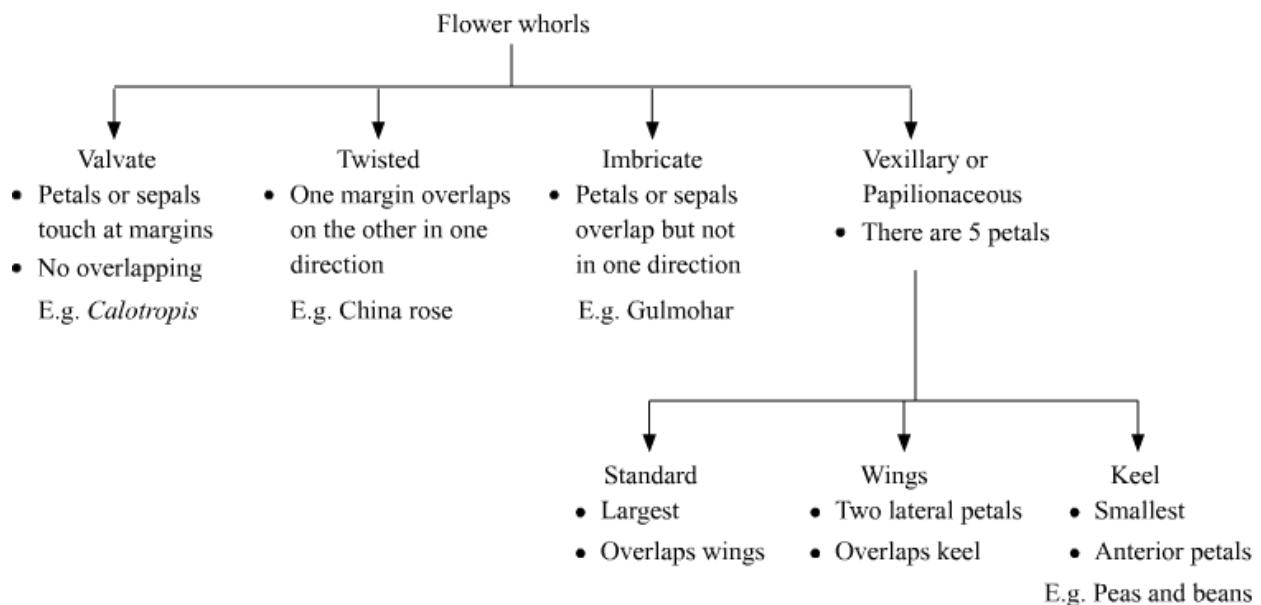 Flower whorls
Valvate
• Petals or sepals
touch at margins
• No overlapping
E.g. Calotropis
Twisted
• One margin overlaps
on the other in one
direction
E.g. China rose
Imbricate
• Petals or sepals
overlap but not
in one direction
E.g. Gulmohar
Vexillary or
Papilionaceous
• There are 5 petals
Standard
• Largest
• Overlaps wings
Wings
• Two lateral petals
• Overlaps keel
Keel
• Smallest
• Anterior petals
E.g. Peas and beans